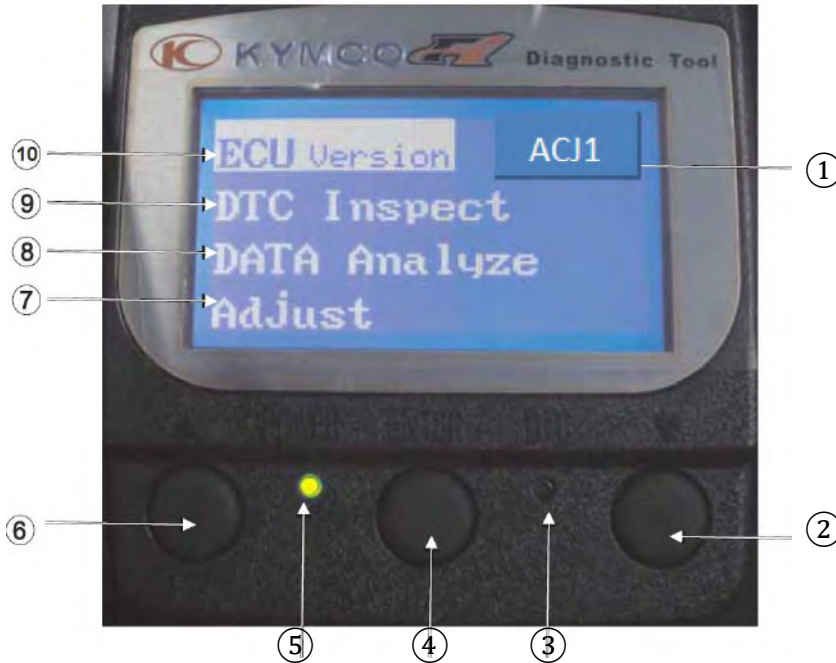 KYMCO Diagnostic Tool
⑩ ECU Version ACJ1 ①
⑨ DTC Inspect
⑧ DATA Analyze
⑦ Adjust
⑥ ②
⑤ ④ ③